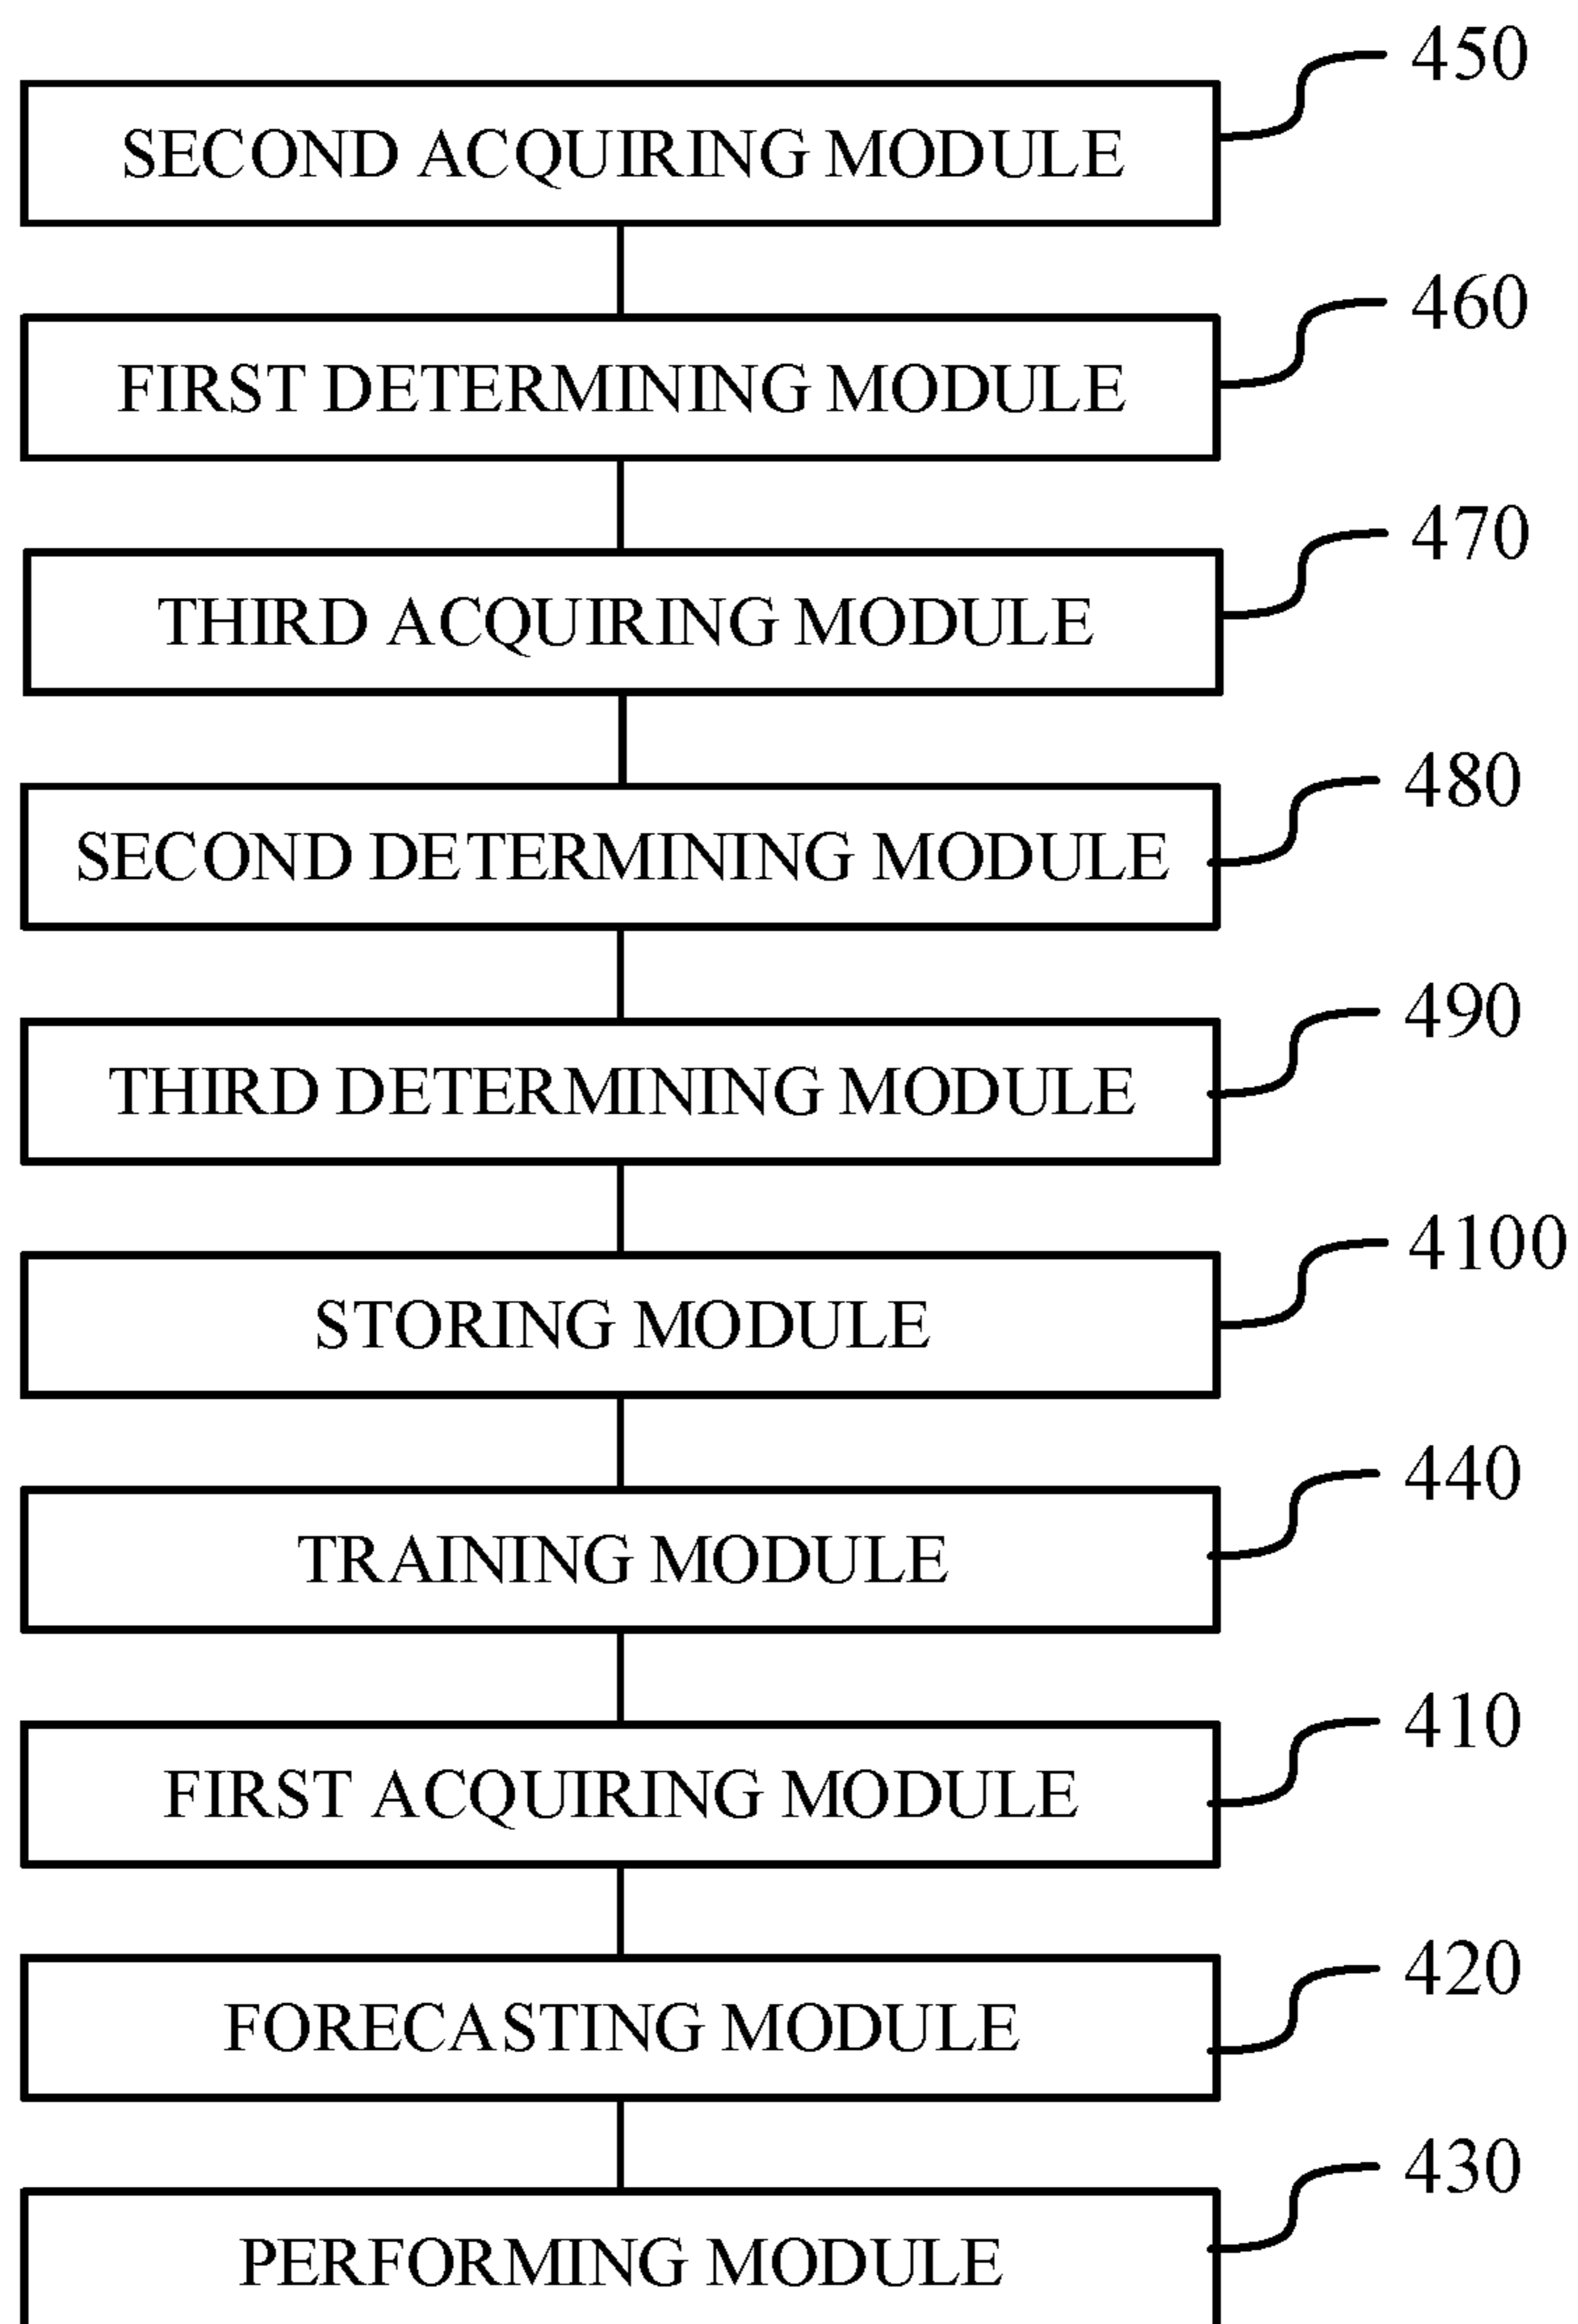 450
SECOND ACQUIRING MODULE
460
FIRST DETERMINING MODULE
470
THIRD ACQUIRING MODULE
480
SECOND DETERMINING MODULE
490
THIRD DETERMINING MODULE
4100
STORING MODULE
440
TRAINING MODULE
410
FIRST ACQUIRING MODULE
420
FORECASTING MODULE
430
PERFORMING MODULE